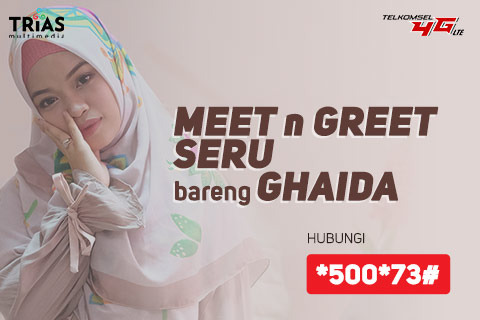 TRiAS
multimedia
TELKOMSEL
4G LTE
MEET n GREET
SERU
bareng GHAIDA
HUBUNGI
*500*73#